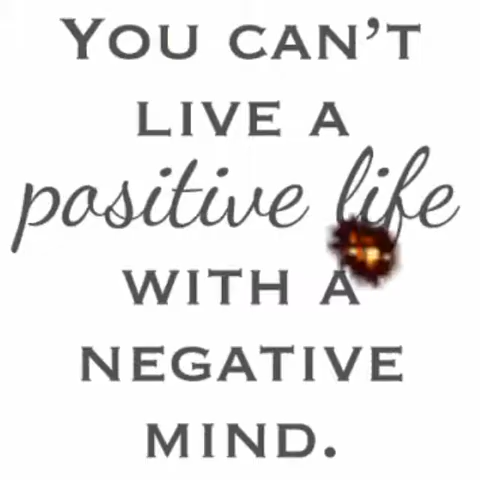 YOU CAN'T
LIVE A
positive life
WITH A
NEGATIVE
MIND.